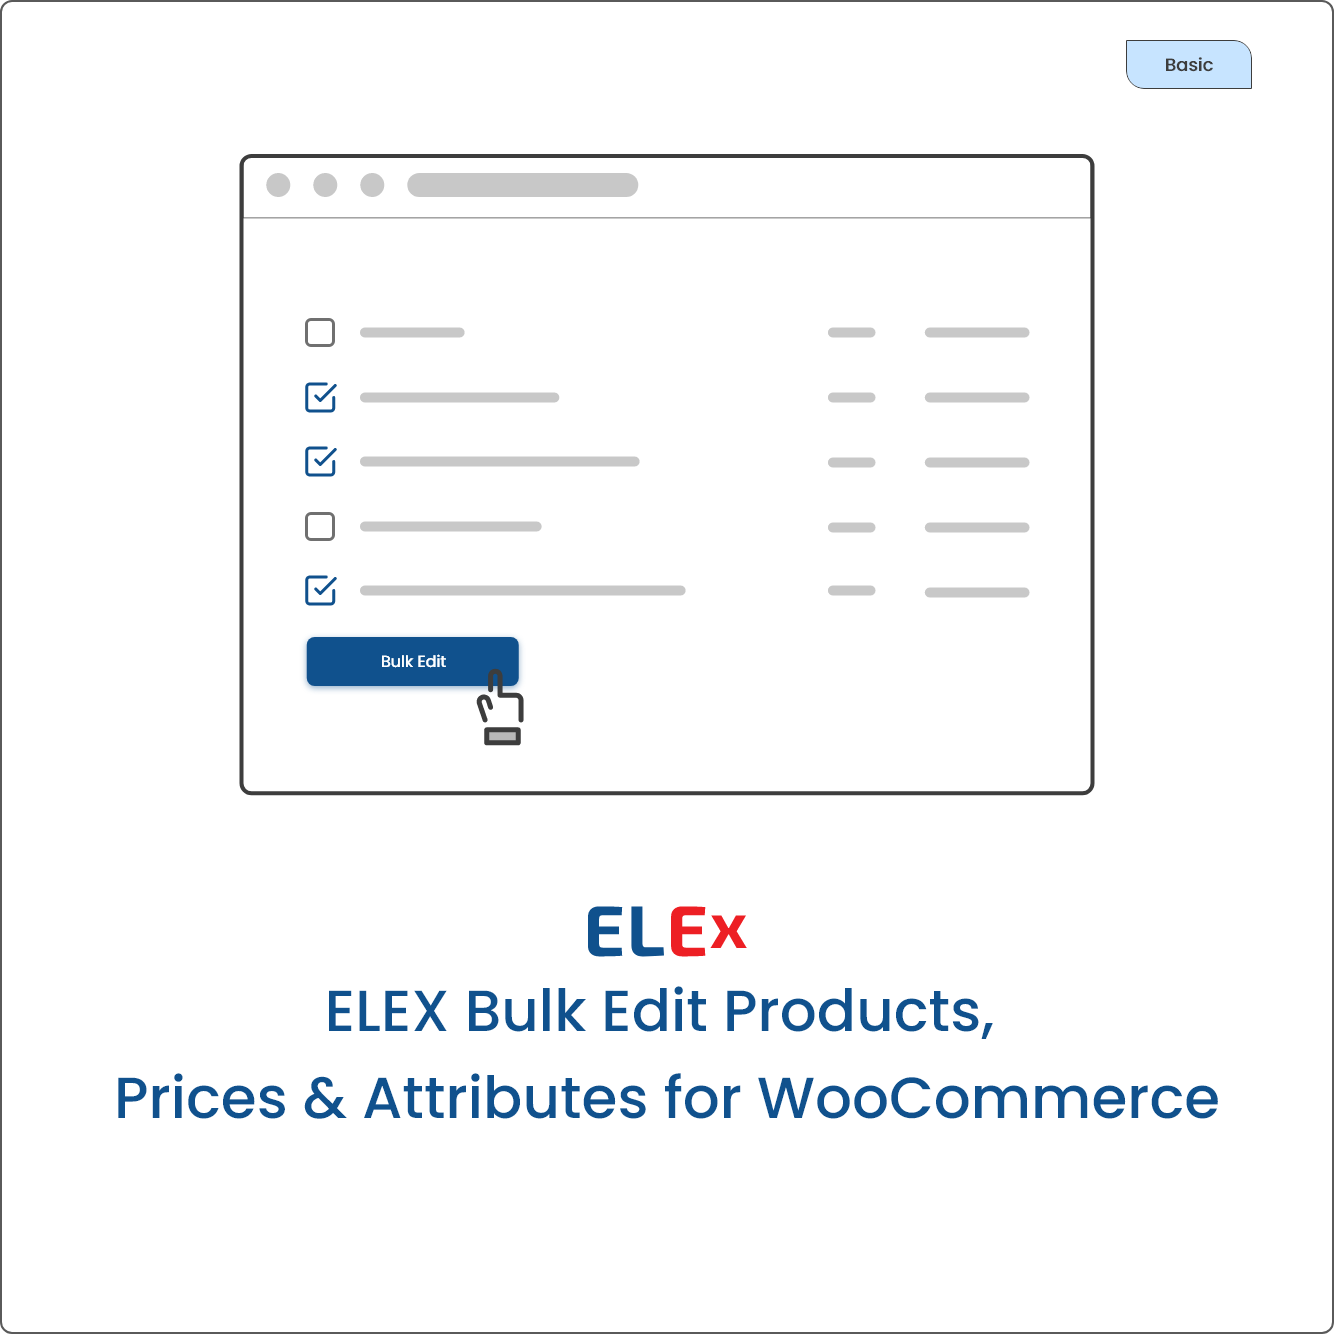 Basic
Bulk Edit
ELEX
ELEX Bulk Edit Products,
Prices & Attributes for WooCommerce